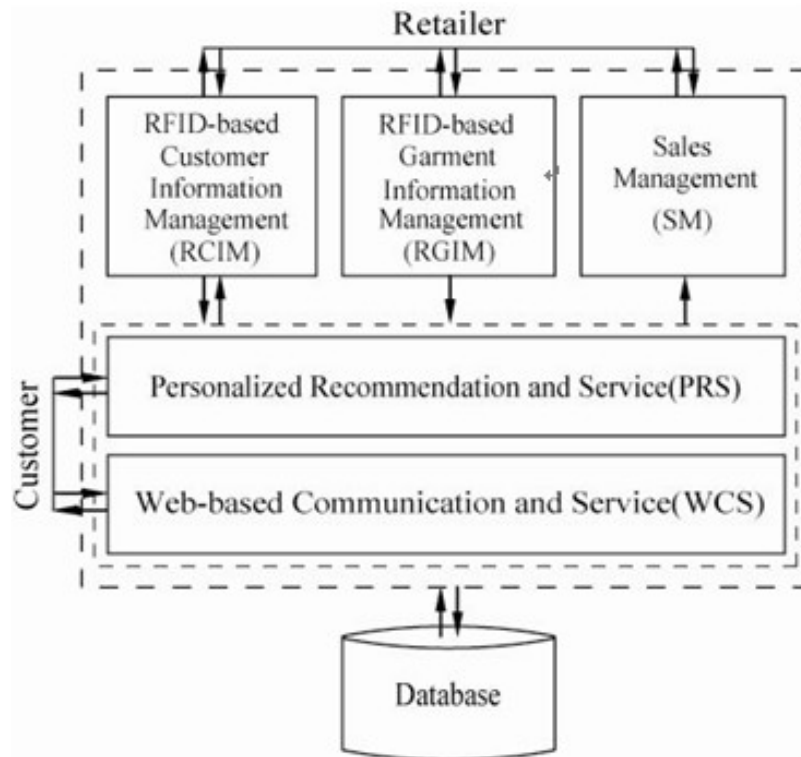 Retailer
RFID-based
Customer
Information
Management
(RCIM)
RFID-based
Garment
Information
Management
(RGIM)
Sales
Management
(SM)
Customer
Personalized Recommendation and Service(PRS)
Web-based Communication and Service(WCS)
Database